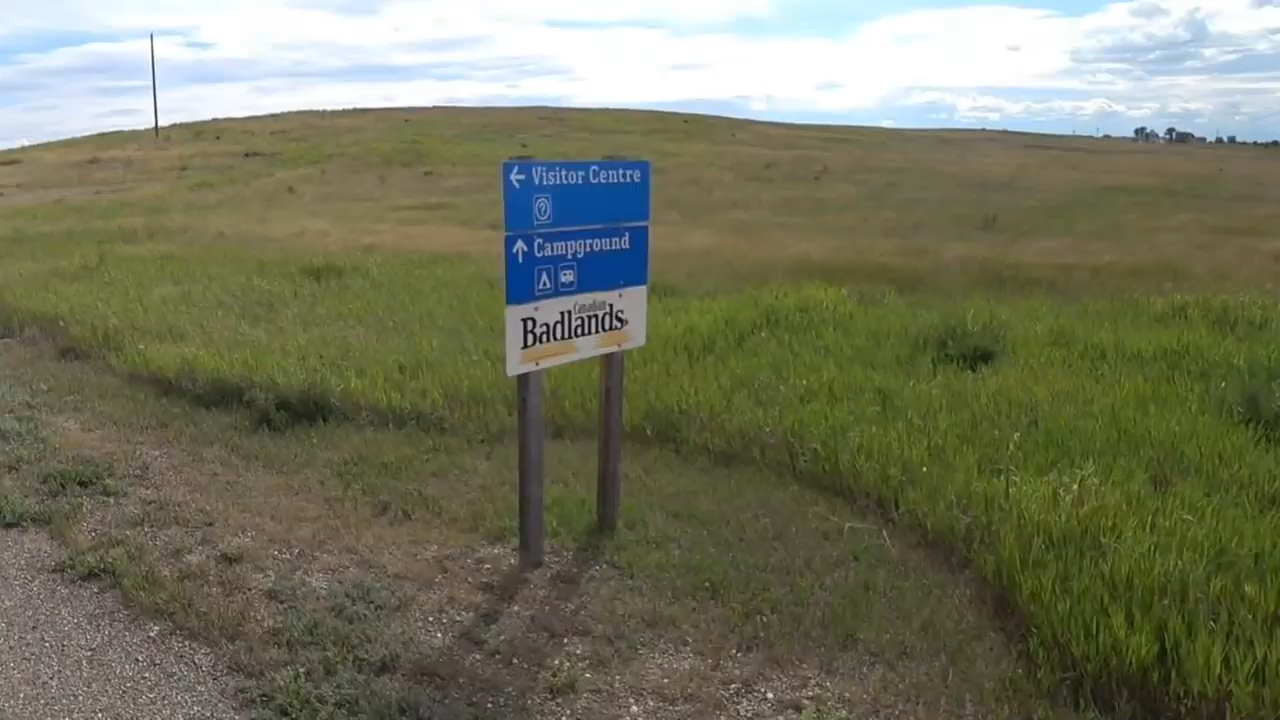 ← Visitor Centre
?
↑ Campground
Canadian
Badlands